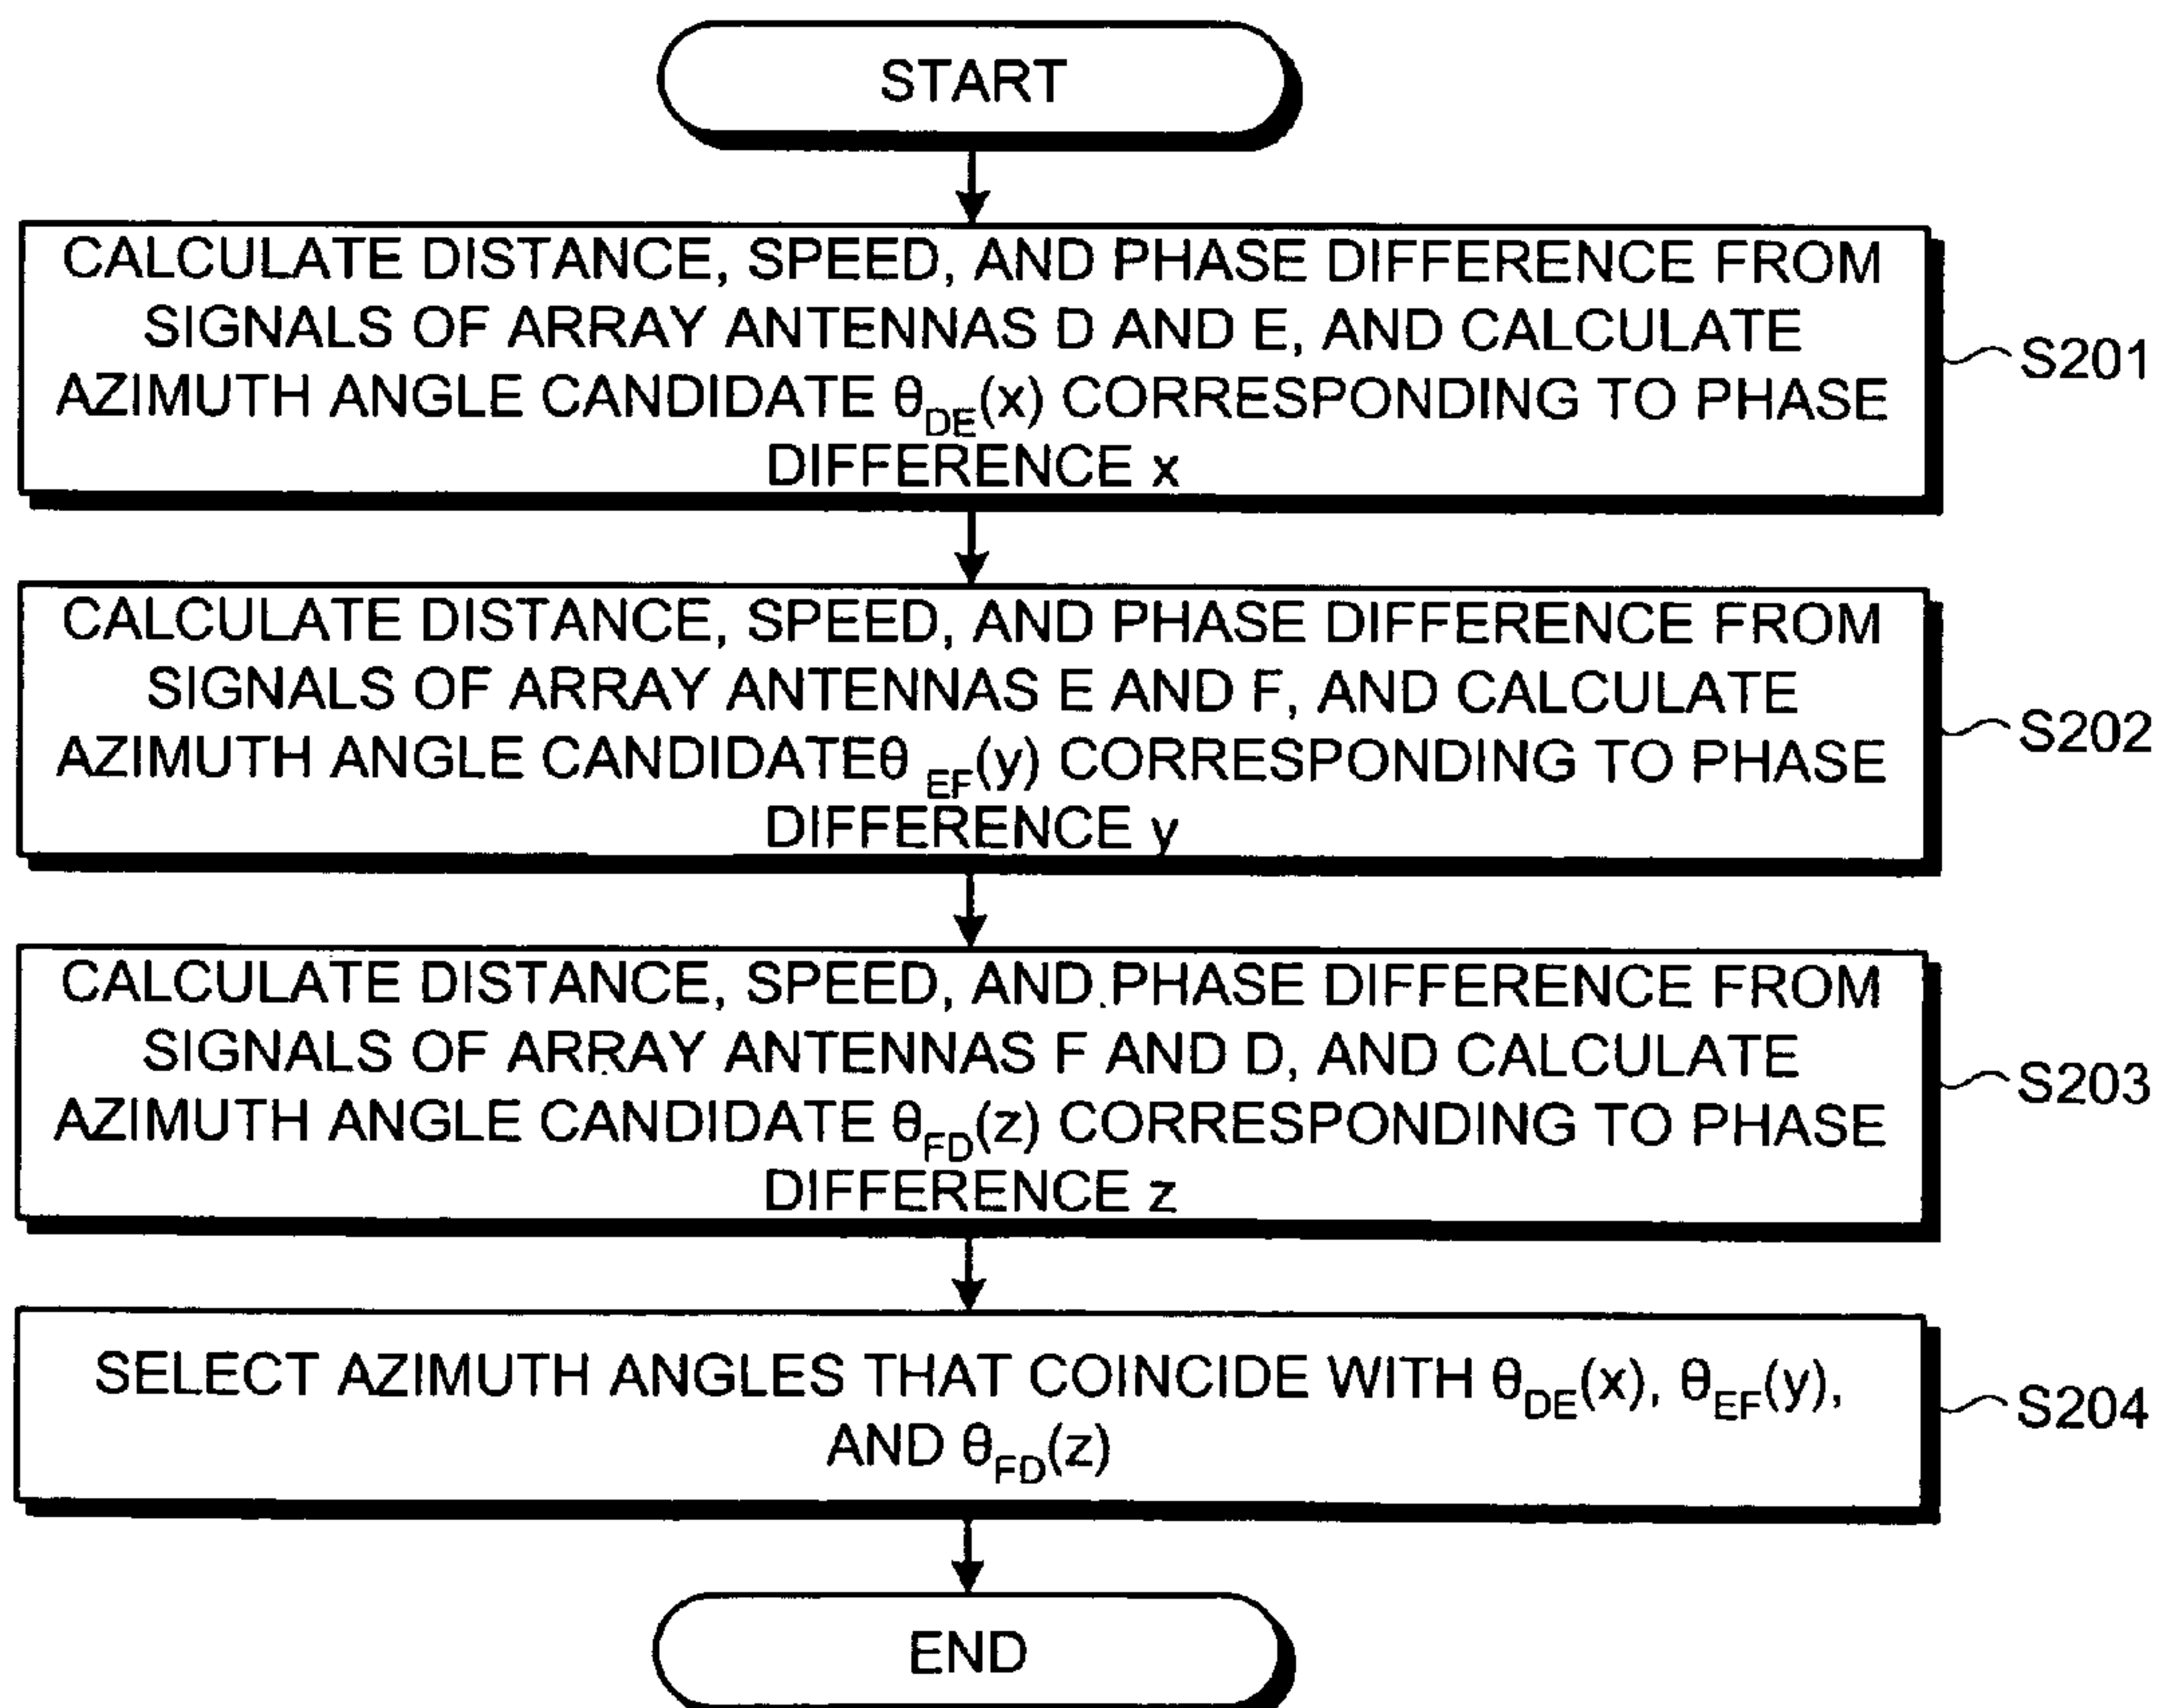 START
CALCULATE DISTANCE, SPEED, AND PHASE DIFFERENCE FROM
SIGNALS OF ARRAY ANTENNAS D AND E, AND CALCULATE
AZIMUTH ANGLE CANDIDATE θDE(x) CORRESPONDING TO PHASE
DIFFERENCE x
S201
CALCULATE DISTANCE, SPEED, AND PHASE DIFFERENCE FROM
SIGNALS OF ARRAY ANTENNAS E AND F, AND CALCULATE
AZIMUTH ANGLE CANDIDATEθ EF(y) CORRESPONDING TO PHASE
DIFFERENCE y
S202
CALCULATE DISTANCE, SPEED, AND PHASE DIFFERENCE FROM
SIGNALS OF ARRAY ANTENNAS F AND D, AND CALCULATE
AZIMUTH ANGLE CANDIDATE θFD(z) CORRESPONDING TO PHASE
DIFFERENCE z
S203
SELECT AZIMUTH ANGLES THAT COINCIDE WITH θDE(x), θEF(y),
AND θFD(z)
S204
END